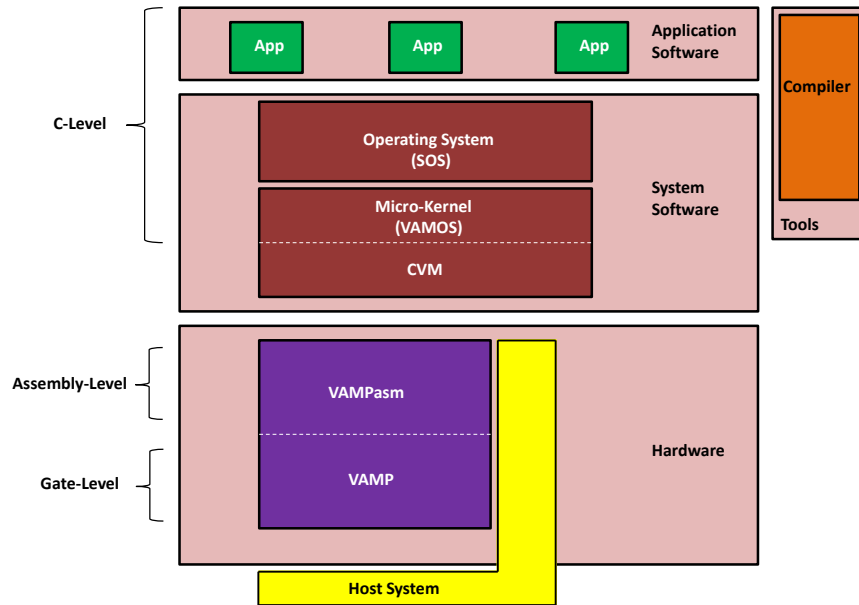 App
App
App
Application
Software
Compiler
C-Level
Operating System
(SOS)
System
Software
Micro-Kernel
(VAMOS)
Tools
CVM
Assembly-Level
VAMPasm
Hardware
Gate-Level
VAMP
Host System